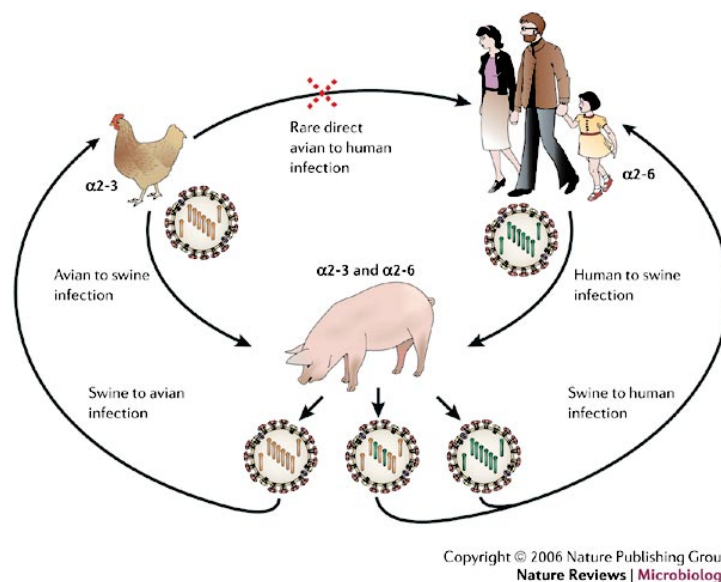 Rare direct
avian to human
infection
α2-3
α2-6
Avian to swine
infection
α2-3 and α2-6
Human to swine
infection
Swine to avian
infection
Swine to human
infection
Copyright © 2006 Nature Publishing Grou
Nature Reviews | Microbiolog